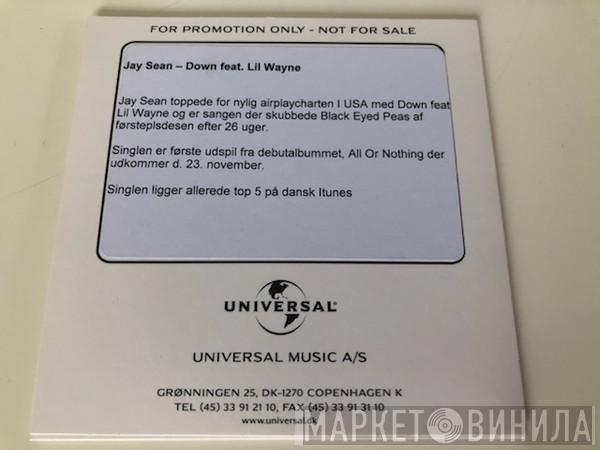 FOR PROMOTION ONLY - NOT FOR SALE
Jay Sean – Down feat. Lil Wayne
Jay Sean toppede for nylig airplaycharten I USA med Down feat
Lil Wayne og er sangen der skubbede Black Eyed Peas af
førsteplsdesen efter 26 uger.
Singlen er første udspil fra debutalbummet, All Or Nothing der
udkommer d. 23. november.
Singlen ligger allerede top 5 på dansk Itunes
UNIVERSAL®
UNIVERSAL MUSIC A/S
GRØNNINGEN 25, DK-1270 COPENHAGEN K
TEL (45) 33 91 21 10, FAX (45) 33 91 31 10
www.universal.dk
МАРКЕТ ВИНИЛА